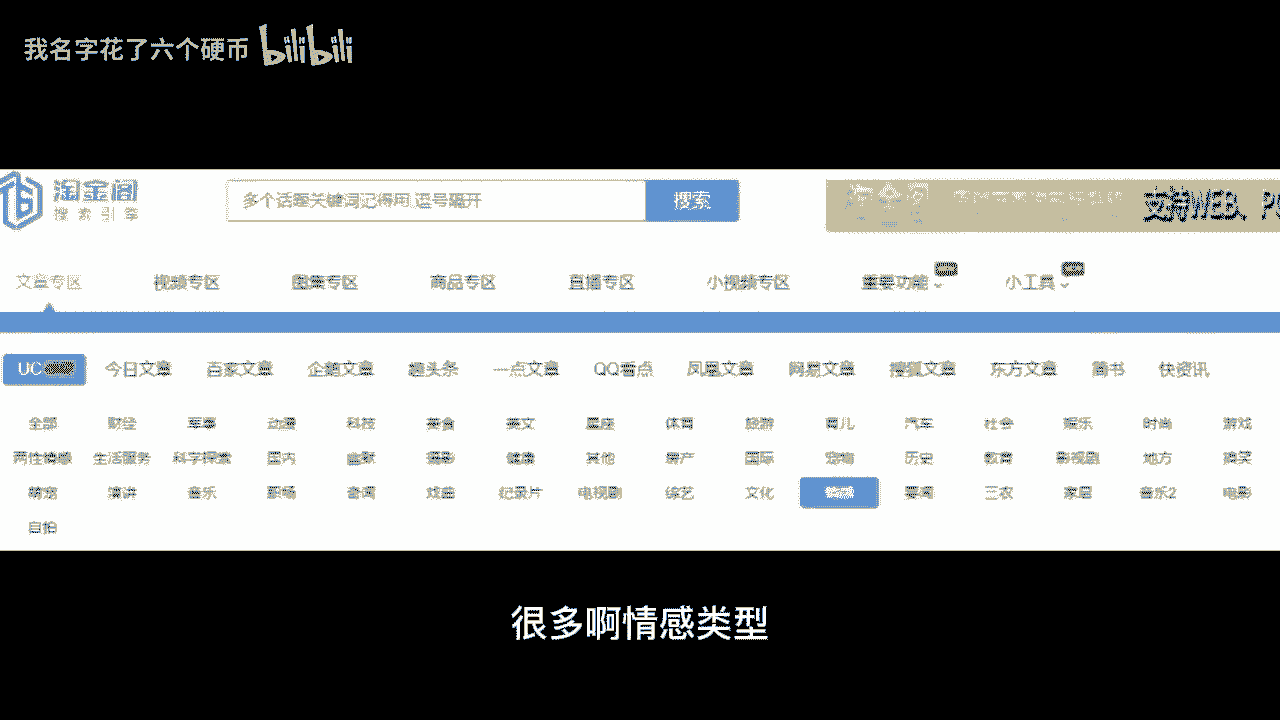 我名字花了六个硬币 bilibili
淘金阁
搜索引擎
多个话题关键词记得用,逗号隔开
搜索
支持WEB、
文章专区 视频专区 图集专区 商品专区 直播专区 小视频专区 重要功能 小工具
UC 今日文章 百家文章 企鹅文章 趣头条 一点文章 QQ看点 凤凰文章 网易文章 搜狐文章 东方文章 简书 快资讯
全部 财经 军事 动漫 科技 美食 美文 星座 体育 旅游 育儿 汽车 社会 娱乐 时尚 游戏
两性情感 生活服务 科学探索 国内 幽默 摄影 健康 其他 房产 国际 宠物 历史 教育 影视剧 地方 搞笑
萌宠 演讲 音乐 职场 奇闻 戏曲 纪录片 电视剧 综艺 文化 要闻 三农 家居 音乐2 电影
自拍
很多啊情感类型